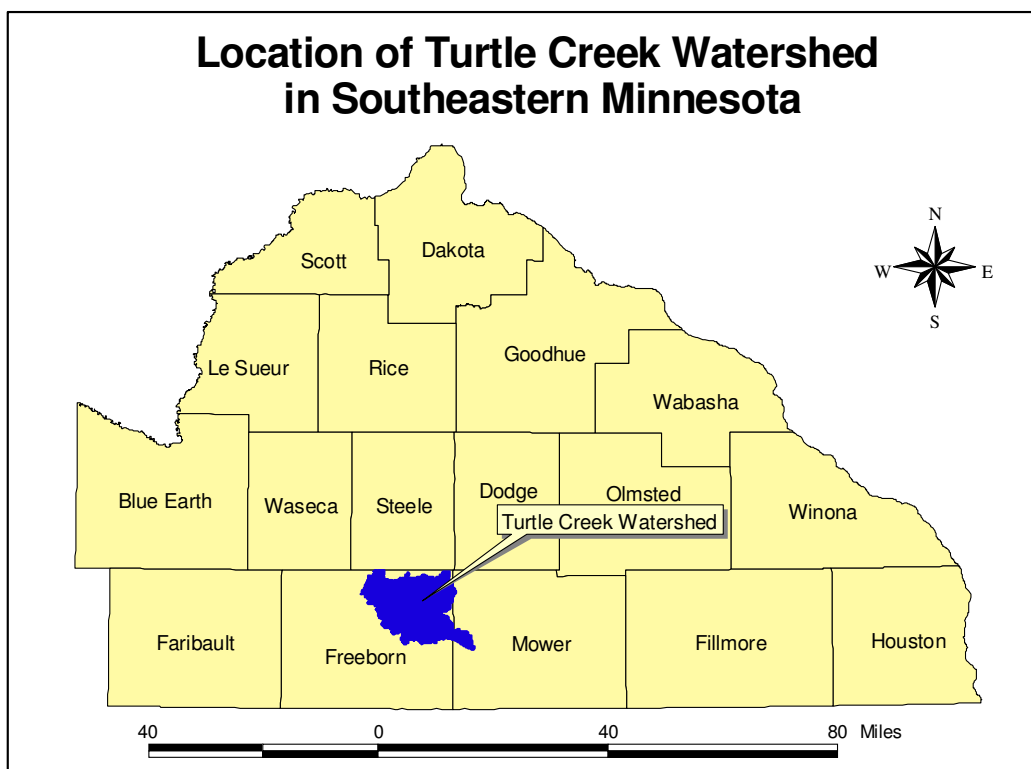 Location of Turtle Creek Watershed
in Southeastern Minnesota
N
W
E
S
Scott
Dakota
Le Sueur
Rice
Goodhue
Wabasha
Blue Earth
Waseca
Steele
Dodge
Olmsted
Winona
Turtle Creek Watershed
Faribault
Freeborn
Mower
Fillmore
Houston
40 0 40 80 Miles